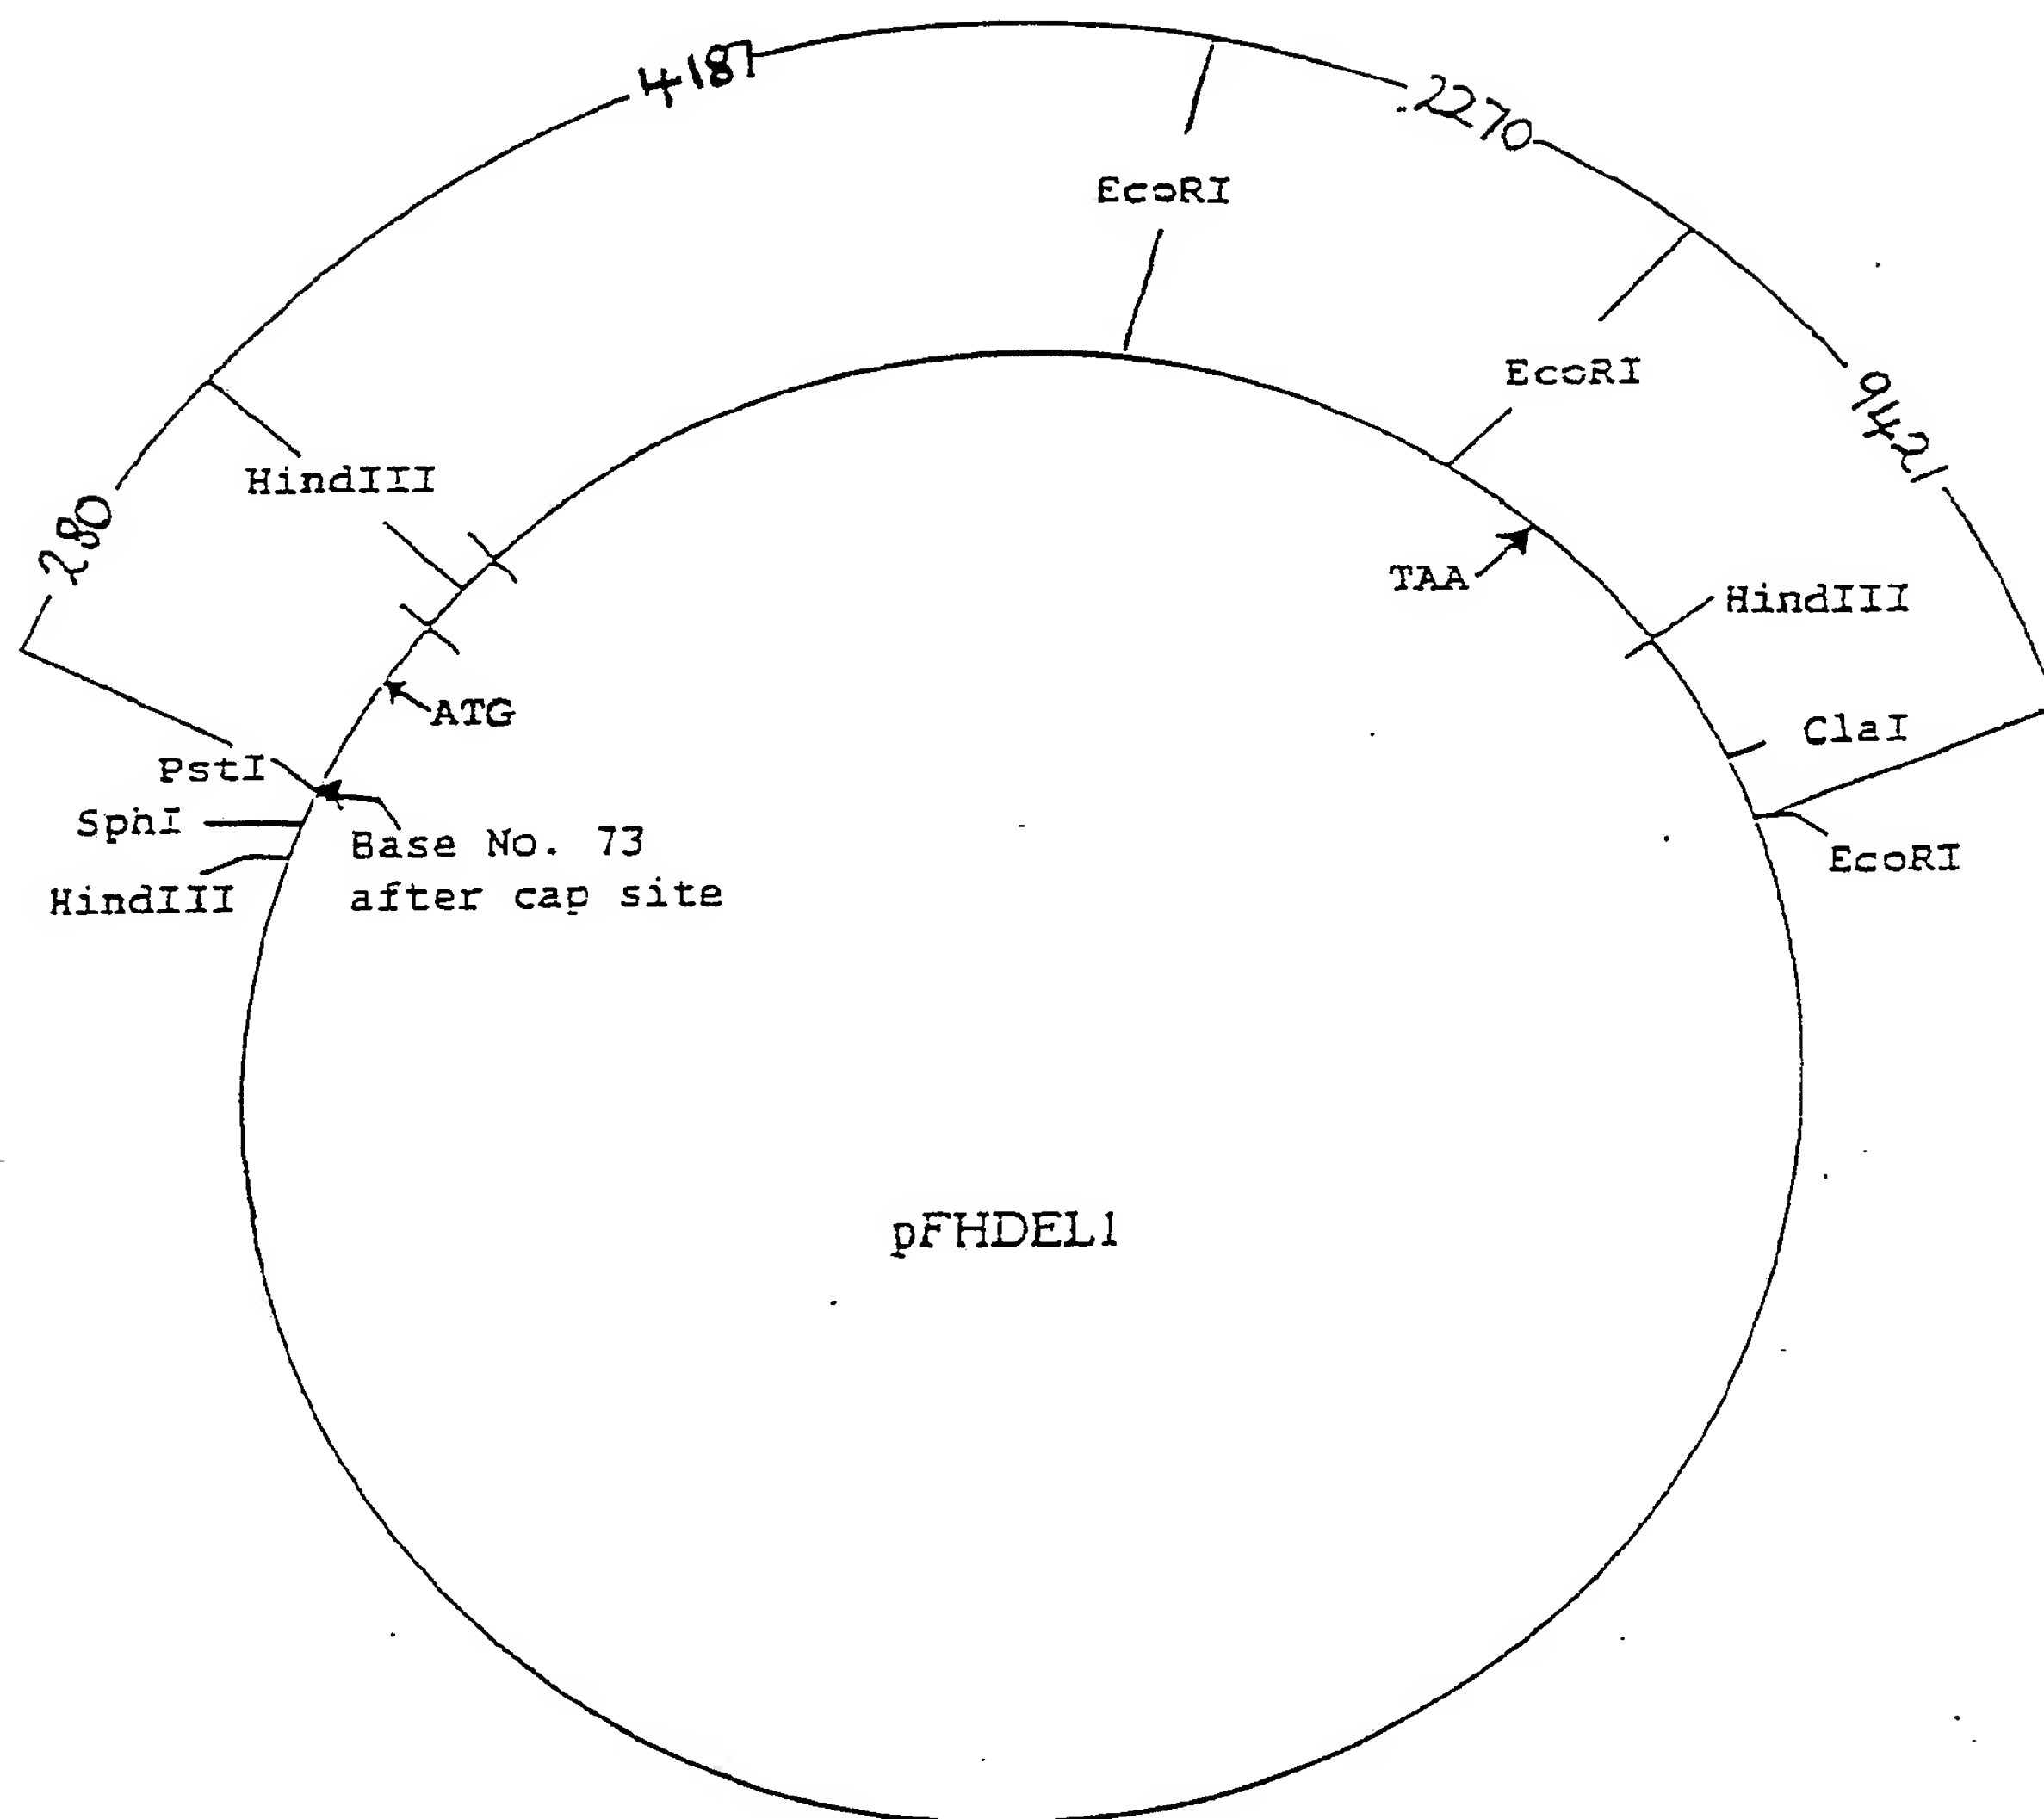 4187
2270
EcoRI
EcoRI
9421
HindIII
280
TAA
HindIII
ATG
ClaI
PstI
SphI
Base No. 73
after cap site
HindIII
EcoRI
pFHDEL1